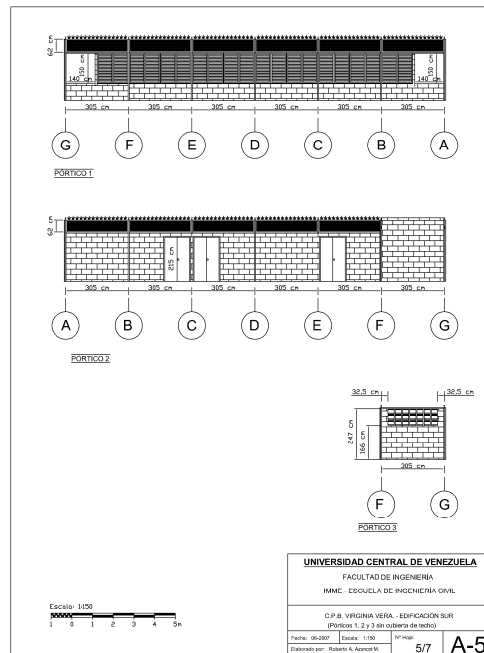 62 cm
150 cm
150 cm
140 cm
140 cm
305 cm 305 cm 305 cm 305 cm 305 cm 305 cm
G F E D C B A
PÓRTICO 1
62 cm
215 cm
305 cm 305 cm 305 cm 305 cm 305 cm 305 cm
A B C D E F G
PÓRTICO 2
32,5 cm 32,5 cm
247 cm
166 cm
305 cm
F G
PÓRTICO 3
Escala: 1:150
1 0 1 2 3 4 5m
UNIVERSIDAD CENTRAL DE VENEZUELA
FACULTAD DE INGENIERÍA
IMME - ESCUELA DE INGENIERÍA CIVIL
C.P.B. VIRGINIA VERA. - EDIFICACIÓN SUR
(Pórticos 1, 2 y 3 sin cubierta de techo)
Fecha: 06-2007 Escala: 1:150 Nº Hoja:
Elaborado por: Roberto A. Azancot M. 5/7 A-5